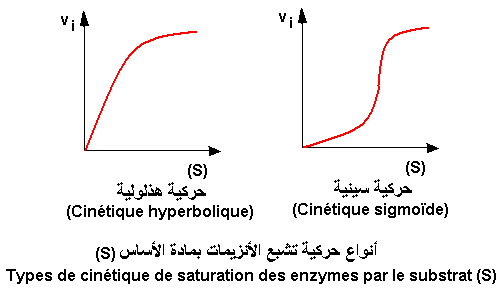 vi
(S)
حركية هذلولية
(Cinétique hyperbolique)
vi
(S)
حركية سينية
(Cinétique sigmoïde)
أنواع حركية تشبع الأنزيمات بمادة الأساس (S)
Types de cinétique de saturation des enzymes par le substrat (S)